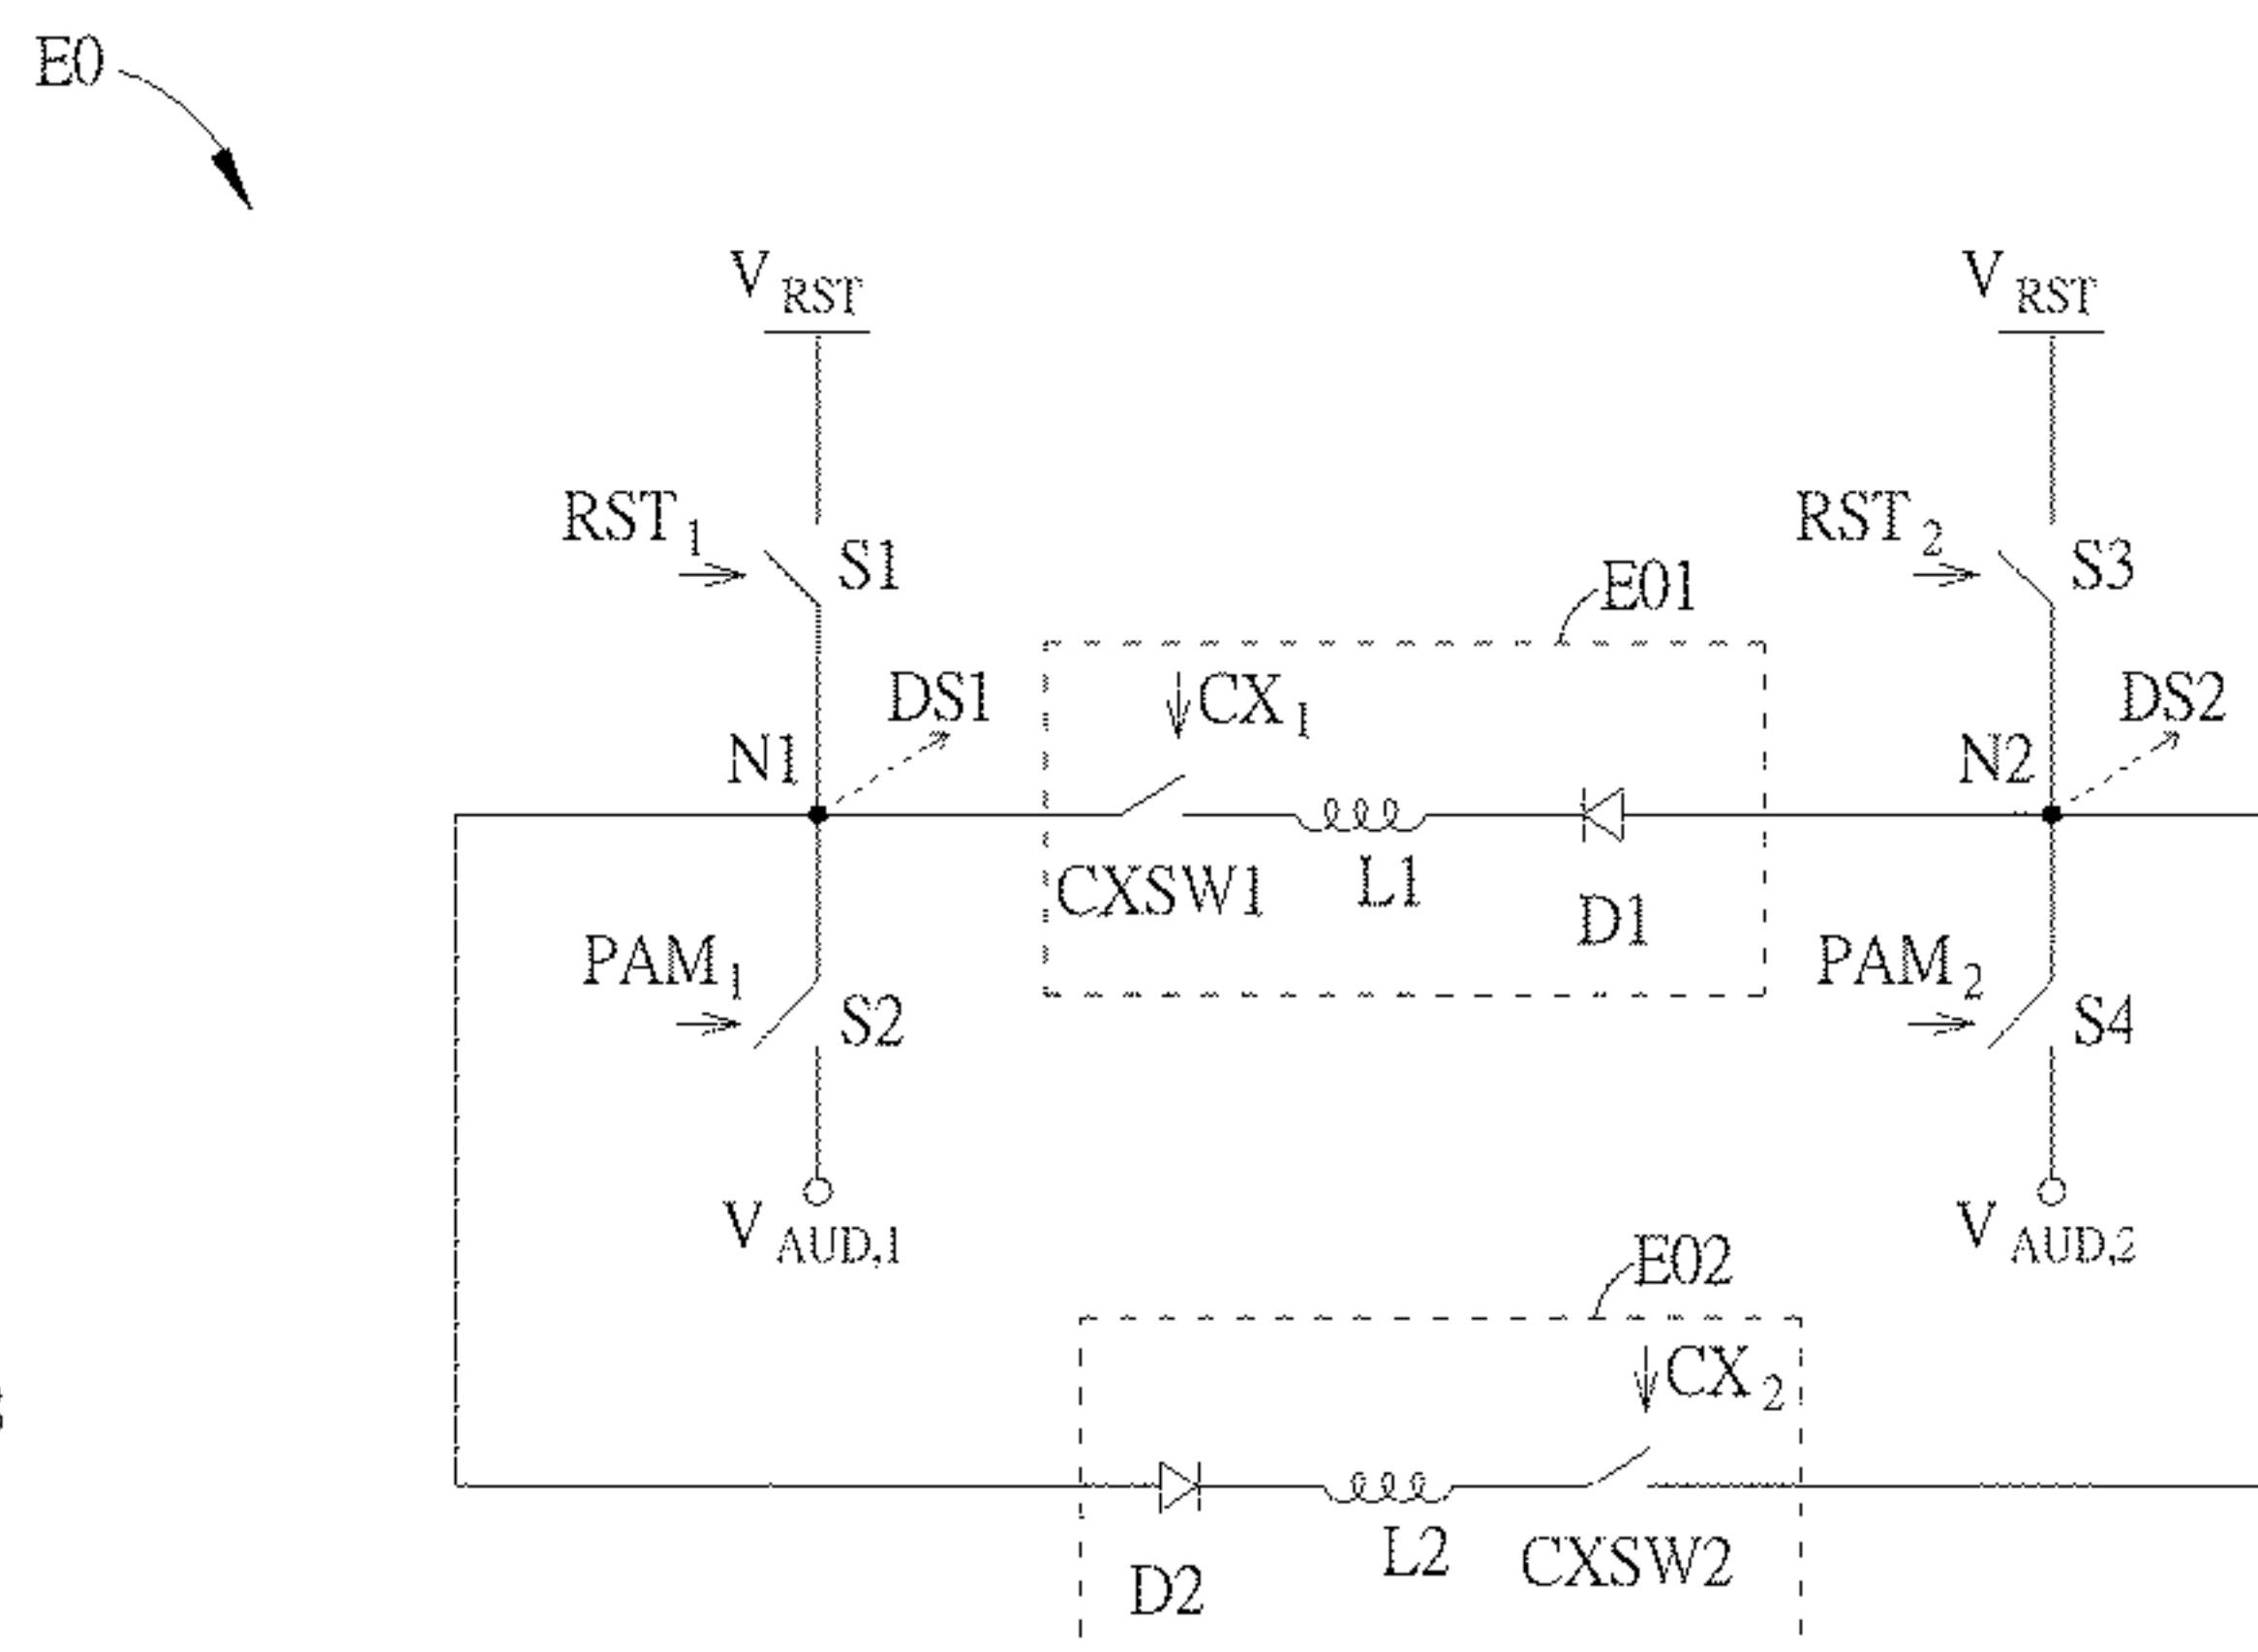 E0
V RST
V RST
RST 1
S1
RST 2
S3
E01
DS1
CX 1
DS2
N1
N2
CXSW1
L1
D1
PAM 1
S2
PAM 2
S4
V AUD,1
V AUD,2
E02
CX 2
D2
L2
CXSW2